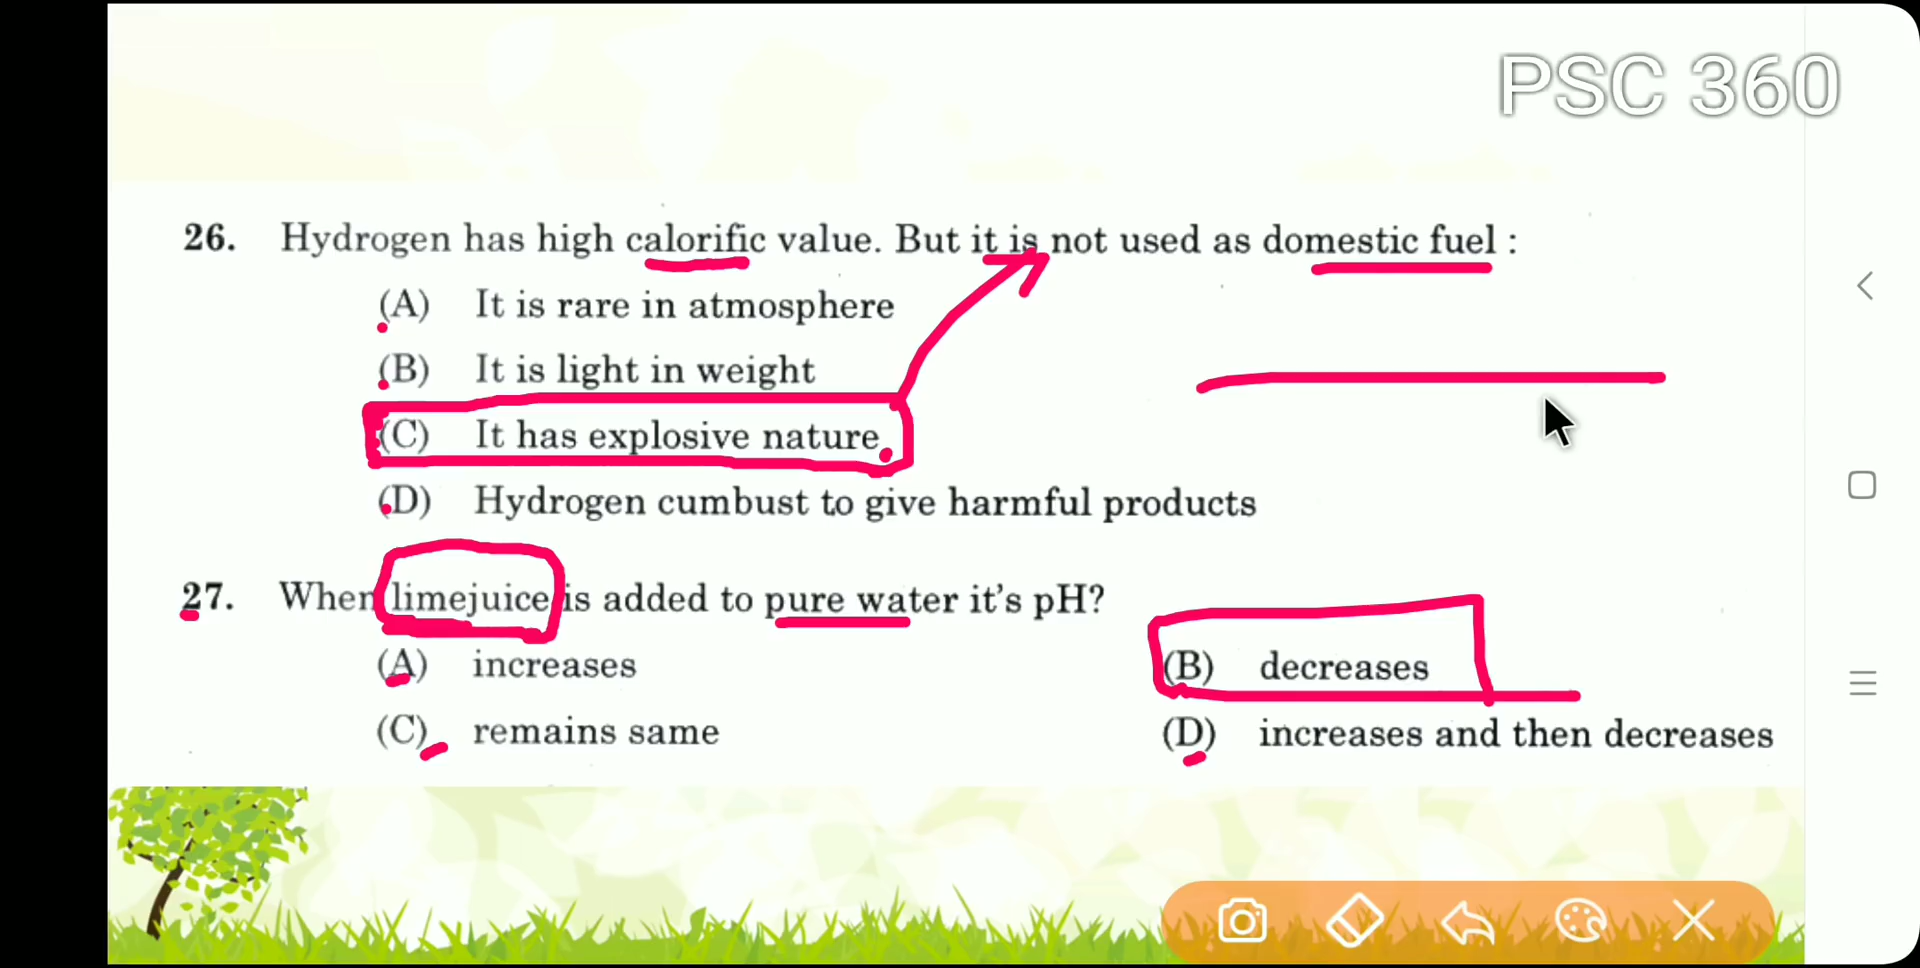 PSC 360
26. Hydrogen has high calorific value. But it is not used as domestic fuel :
(A) It is rare in atmosphere
(B) It is light in weight
(C) It has explosive nature.
(D) Hydrogen cumbust to give harmful products
27. When limejuice is added to pure water it's pH?
(A) increases (B) decreases
(C) remains same (D) increases and then decreases